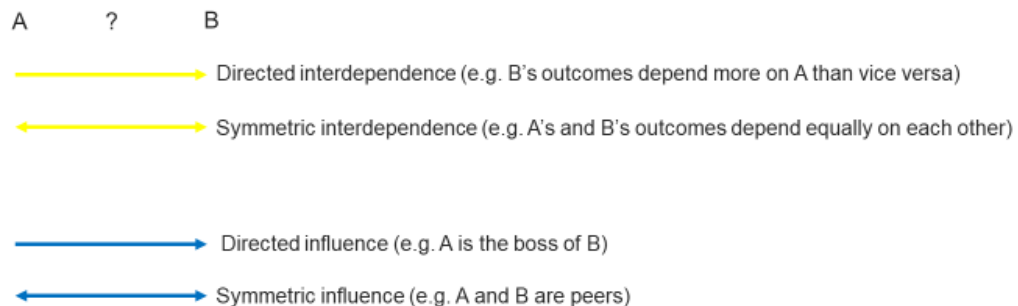 A ? B
Directed interdependence (e.g. B’s outcomes depend more on A than vice versa)
Symmetric interdependence (e.g. A’s and B’s outcomes depend equally on each other)
Directed influence (e.g. A is the boss of B)
Symmetric influence (e.g. A and B are peers)